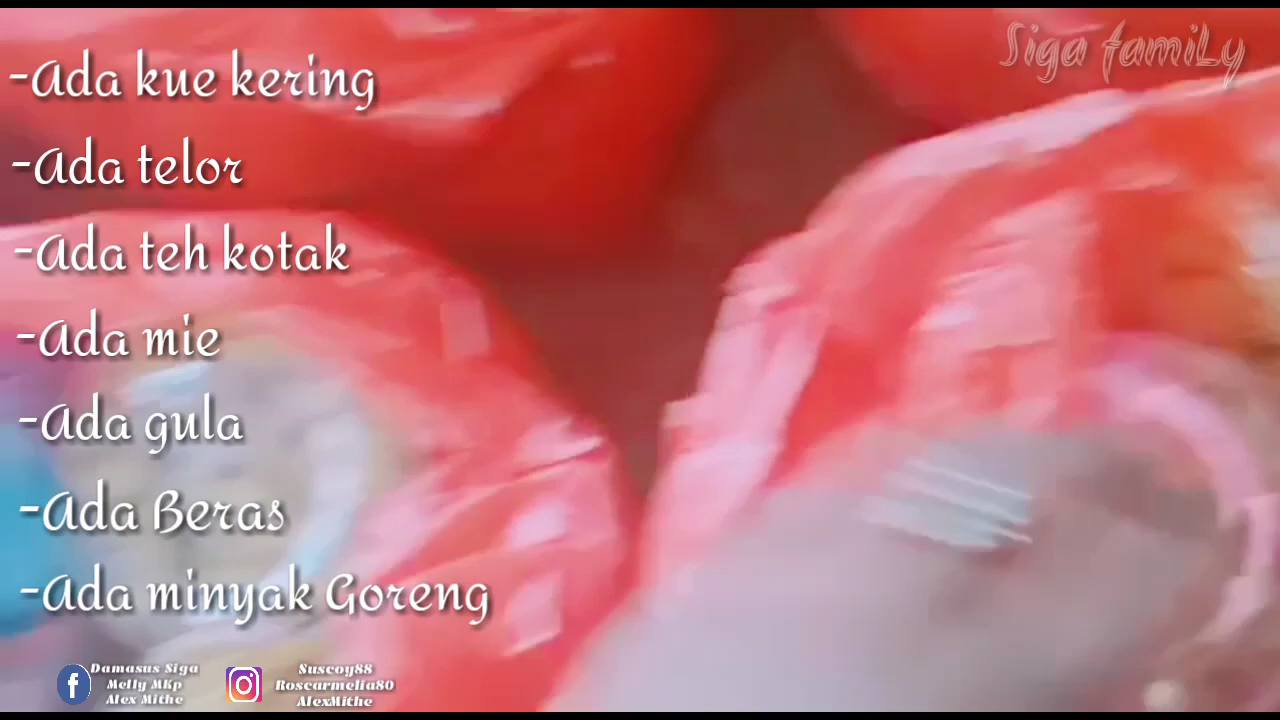 Siga famiLy
-Ada kue kering
-Ada telor
-Ada teh kotak
-Ada mie
-Ada gula
-Ada Beras
-Ada minyak Goreng
Damasus Siga
Melly MKp
Alex Mithe
Suscoy88
Roscarmelia80
AlexMithe